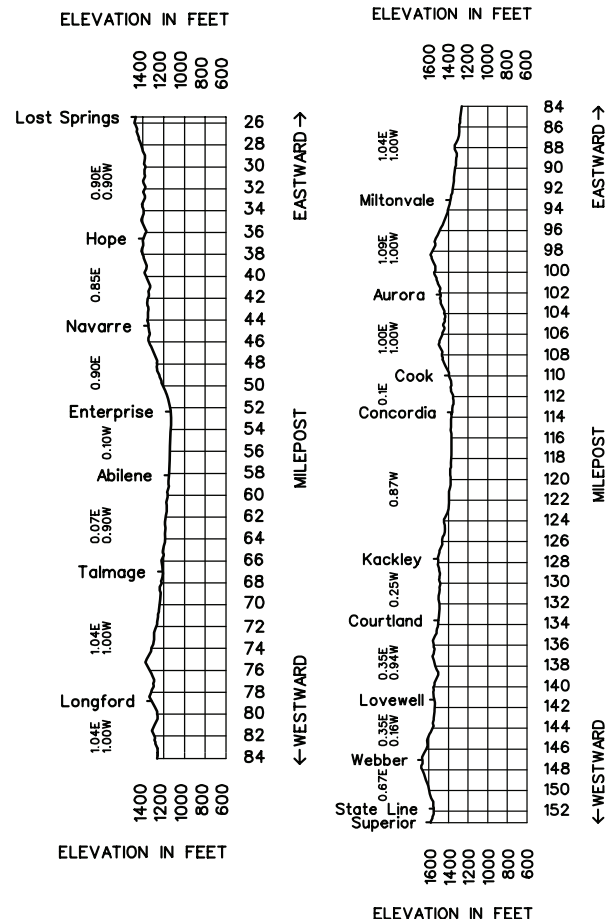 ELEVATION IN FEET
1400 1200 1000 800 600
Lost Springs
Hope
Navarre
Enterprise
Abilene
Talmage
Longford
0.90E
0.90W
0.85E
0.90E
0.10W
0.07E
0.90W
1.04E
1.00W
1.04E
1.00W
26
28
30
32
34
36
38
40
42
44
46
48
50
52
54
56
58
60
62
64
66
68
70
72
74
76
78
80
82
84
EASTWARD →
MILEPOST
← WESTWARD
1400 1200 1000 800 600
ELEVATION IN FEET
ELEVATION IN FEET
1600 1400 1200 1000 800 600
Miltonvale
Aurora
Cook
Concordia
Kackley
Courtland
Lovewell
Webber
State Line
Superior
1.04E
1.00W
1.09E
1.00W
1.00E
1.00W
0.1E
0.87W
0.25W
0.35E
0.94W
0.35E
0.16W
0.67E
84
86
88
90
92
94
96
98
100
102
104
106
108
110
112
114
116
118
120
122
124
126
128
130
132
134
136
138
140
142
144
146
148
150
152
EASTWARD →
MILEPOST
← WESTWARD
1600 1400 1200 1000 800 600
ELEVATION IN FEET